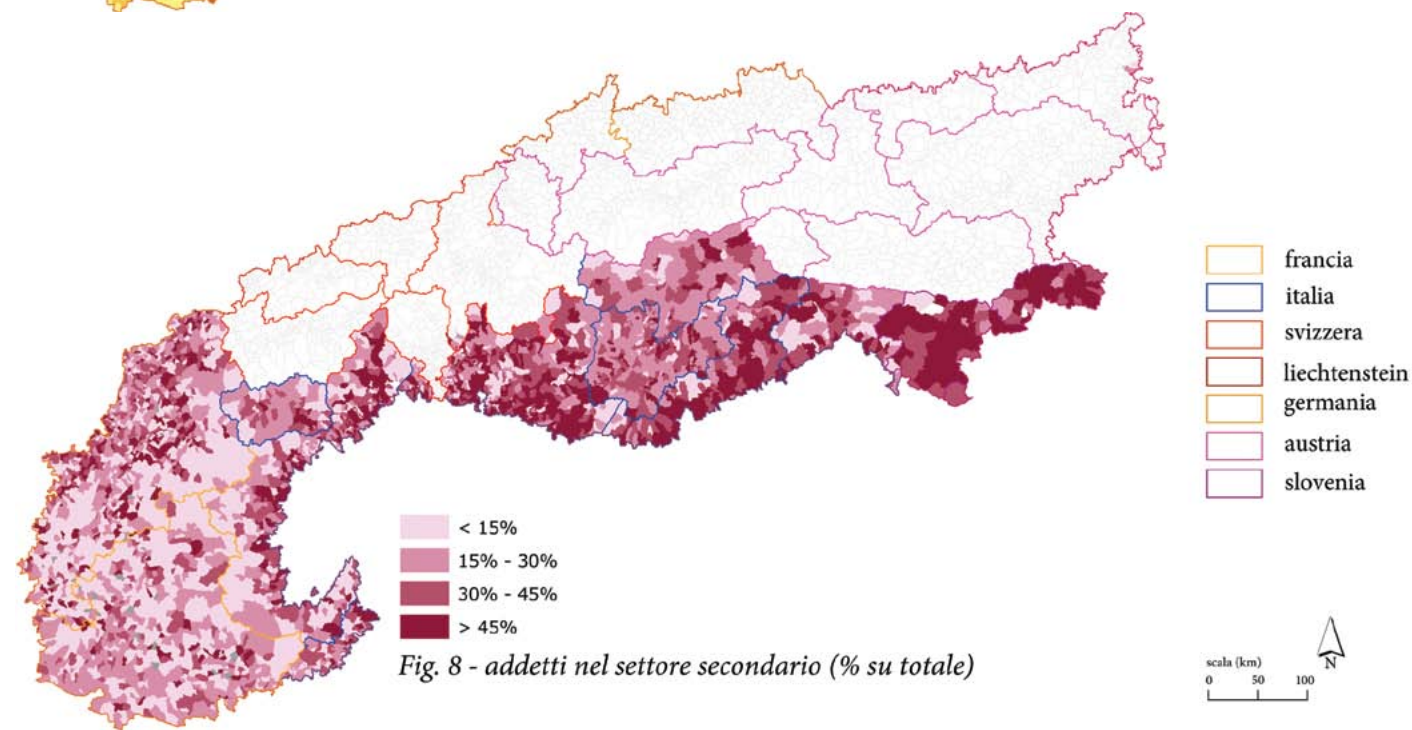 francia
italia
svizzera
liechtenstein
germania
austria
slovenia
< 15%
15% - 30%
30% - 45%
> 45%
Fig. 8 - addetti nel settore secondario (% su totale)
scala (km)
0 50 100
N